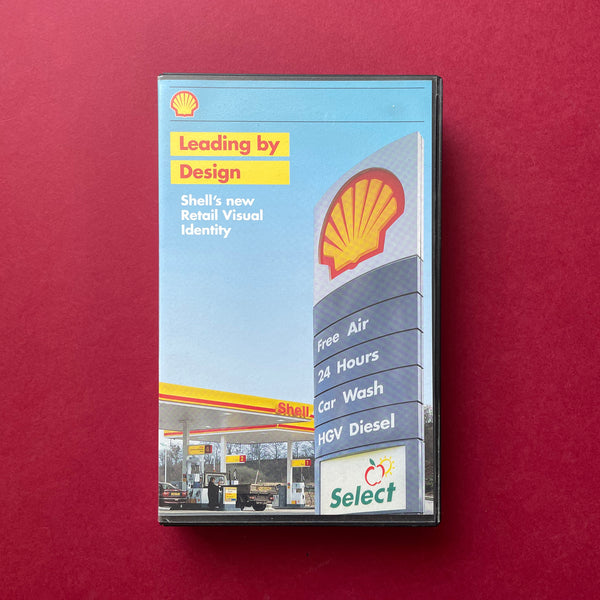 Leading by
Design
Shell's new
Retail Visual
Identity
Free Air
24 Hours
Car Wash
HGV Diesel
Shell
Select